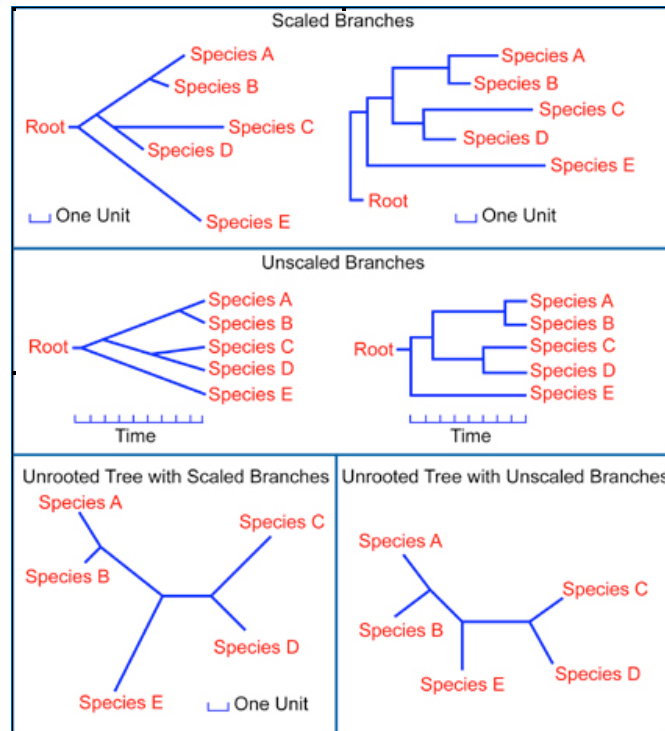 Scaled Branches
Species A
Species B
Root
Species C
Species D
Species E
One Unit
Species A
Species B
Species C
Species D
Species E
Root
One Unit
Unscaled Branches
Species A
Species B
Root
Species C
Species D
Species E
Time
Species A
Species B
Root
Species C
Species D
Species E
Time
Unrooted Tree with Scaled Branches
Species A
Species C
Species B
Species D
Species E
One Unit
Unrooted Tree with Unscaled Branches
Species A
Species C
Species B
Species D
Species E